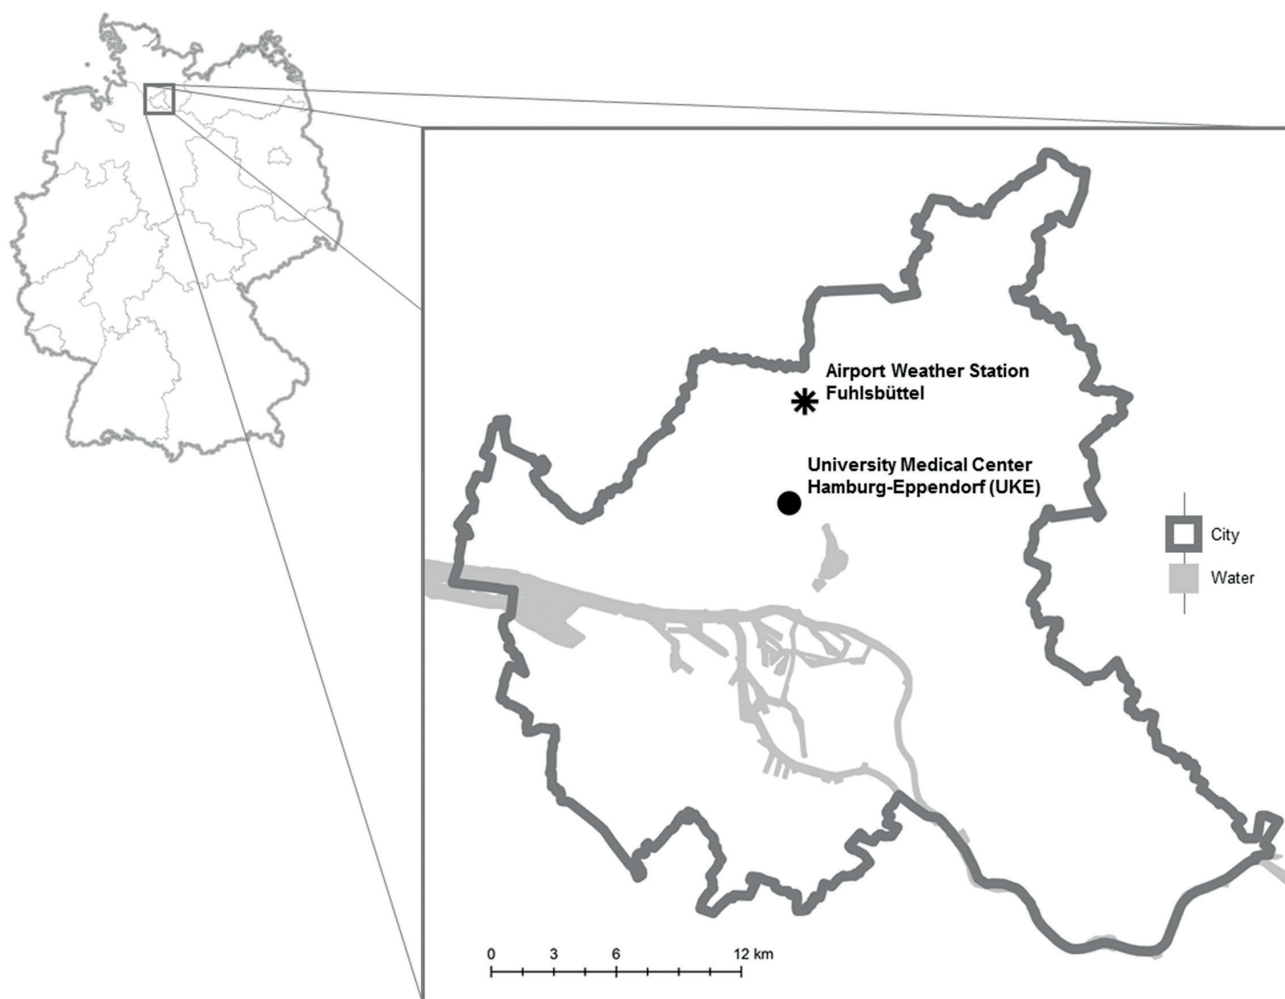 Airport Weather Station
Fuhlsbüttel
University Medical Center
Hamburg-Eppendorf (UKE)
City
Water
0 3 6 12 km